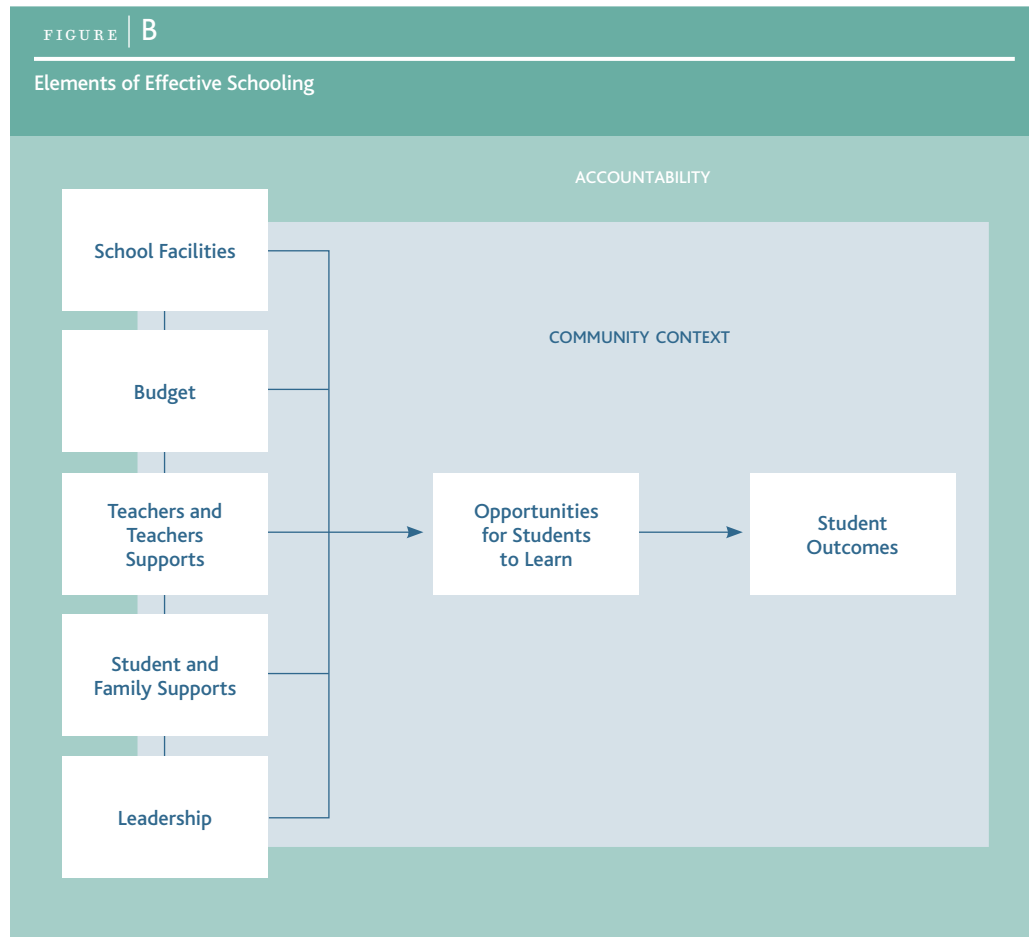 FIGURE | B
Elements of Effective Schooling
ACCOUNTABILITY
School Facilities
COMMUNITY CONTEXT
Budget
Teachers and
Teachers
Supports
Opportunities
for Students
to Learn
Student
Outcomes
Student and
Family Supports
Leadership